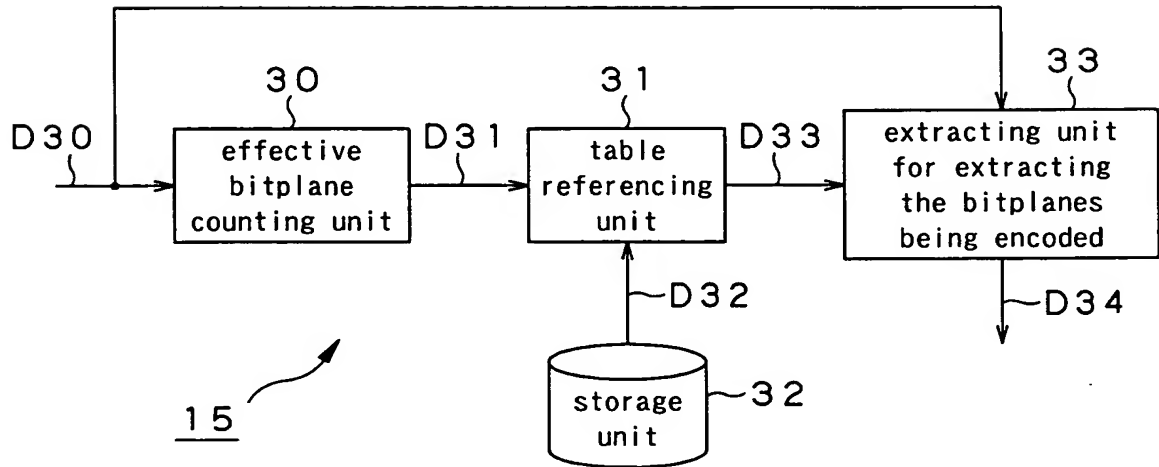 30
31
33
D30
effective
bitplane
counting unit
D31
table
referencing
unit
D33
extracting unit
for extracting
the bitplanes
being encoded
D32
D34
15
storage
unit
32